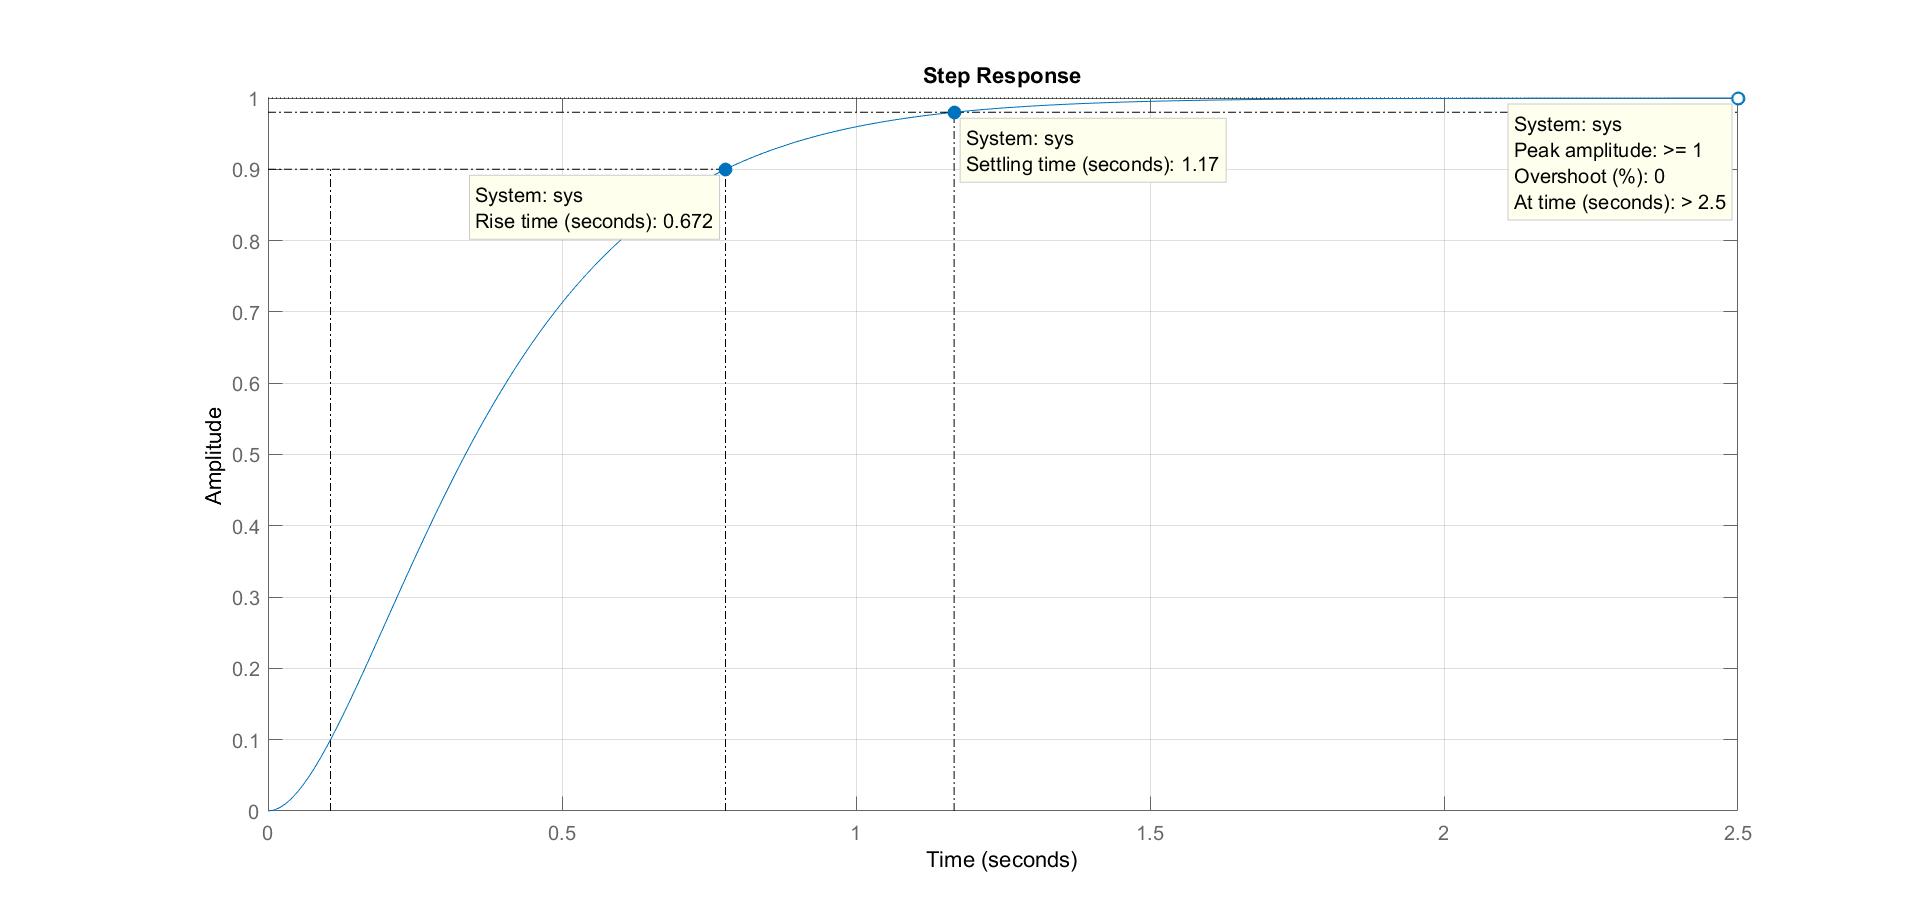 Step Response
System: sys
Rise time (seconds): 0.672
System: sys
Settling time (seconds): 1.17
System: sys
Peak amplitude: >= 1
Overshoot (%): 0
At time (seconds): > 2.5
Amplitude
1
0.9
0.8
0.7
0.6
0.5
0.4
0.3
0.2
0.1
0
0
0.5
1
1.5
2
2.5
Time (seconds)